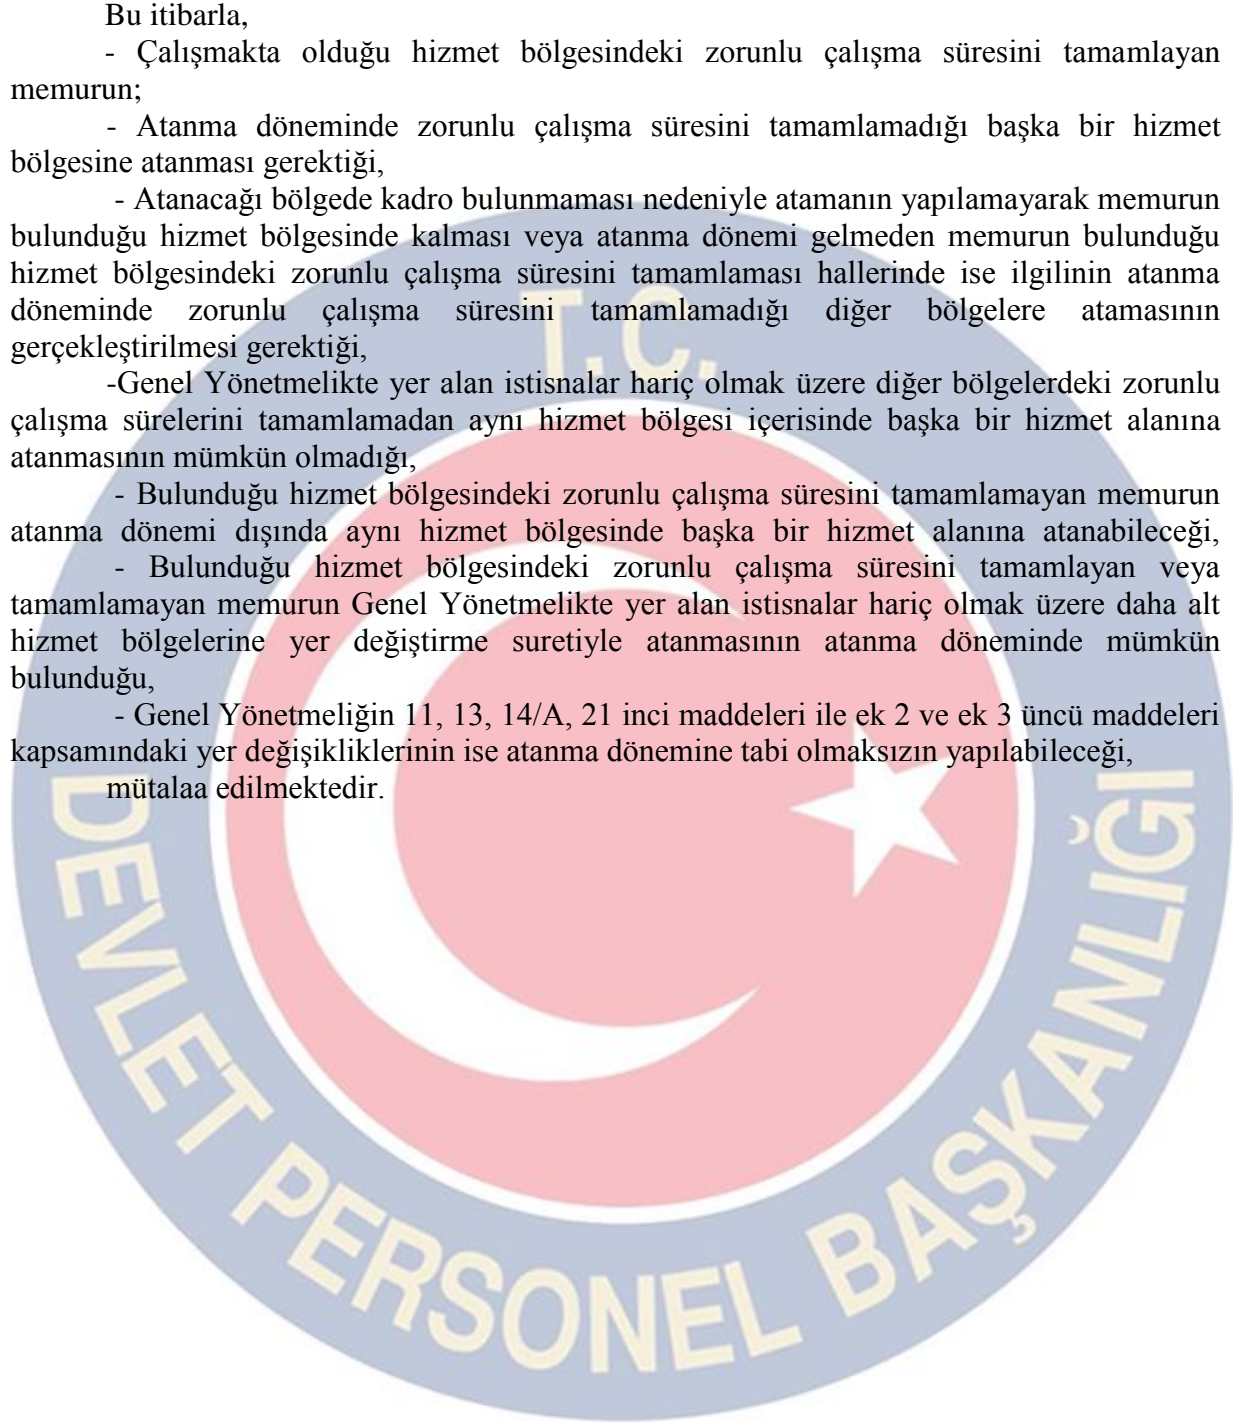 Bu itibarla,
- Çalışmakta olduğu hizmet bölgesindeki zorunlu çalışma süresini tamamlayan
memurun;
- Atanma döneminde zorunlu çalışma süresini tamamlamadığı başka bir hizmet
bölgesine atanması gerektiği,
- Atanacağı bölgede kadro bulunmaması nedeniyle atamanın yapılamayarak memurun
bulunduğu hizmet bölgesinde kalması veya atanma dönemi gelmeden memurun bulunduğu
hizmet bölgesindeki zorunlu çalışma süresini tamamlaması hallerinde ise ilgilinin atanma
döneminde zorunlu çalışma süresini tamamlamadığı diğer bölgelere atamasının
gerçekleştirilmesi gerektiği,
-Genel Yönetmelikte yer alan istisnalar hariç olmak üzere diğer bölgelerdeki zorunlu
çalışma sürelerini tamamlamadan aynı hizmet bölgesi içerisinde başka bir hizmet alanına
atanmasının mümkün olmadığı,
- Bulunduğu hizmet bölgesindeki zorunlu çalışma süresini tamamlamayan memurun
atanma dönemi dışında aynı hizmet bölgesinde başka bir hizmet alanına atanabileceği,
- Bulunduğu hizmet bölgesindeki zorunlu çalışma süresini tamamlayan veya
tamamlamayan memurun Genel Yönetmelikte yer alan istisnalar hariç olmak üzere daha alt
hizmet bölgelerine yer değiştirme suretiyle atanmasının atanma döneminde mümkün
bulunduğu,
- Genel Yönetmeliğin 11, 13, 14/A, 21 inci maddeleri ile ek 2 ve ek 3 üncü maddeleri
kapsamındaki yer değişikliklerinin ise atanma dönemine tabi olmaksızın yapılabileceği,
mütalaa edilmektedir.
T.C.
DEVLET PERSONEL BAŞKANLIĞI